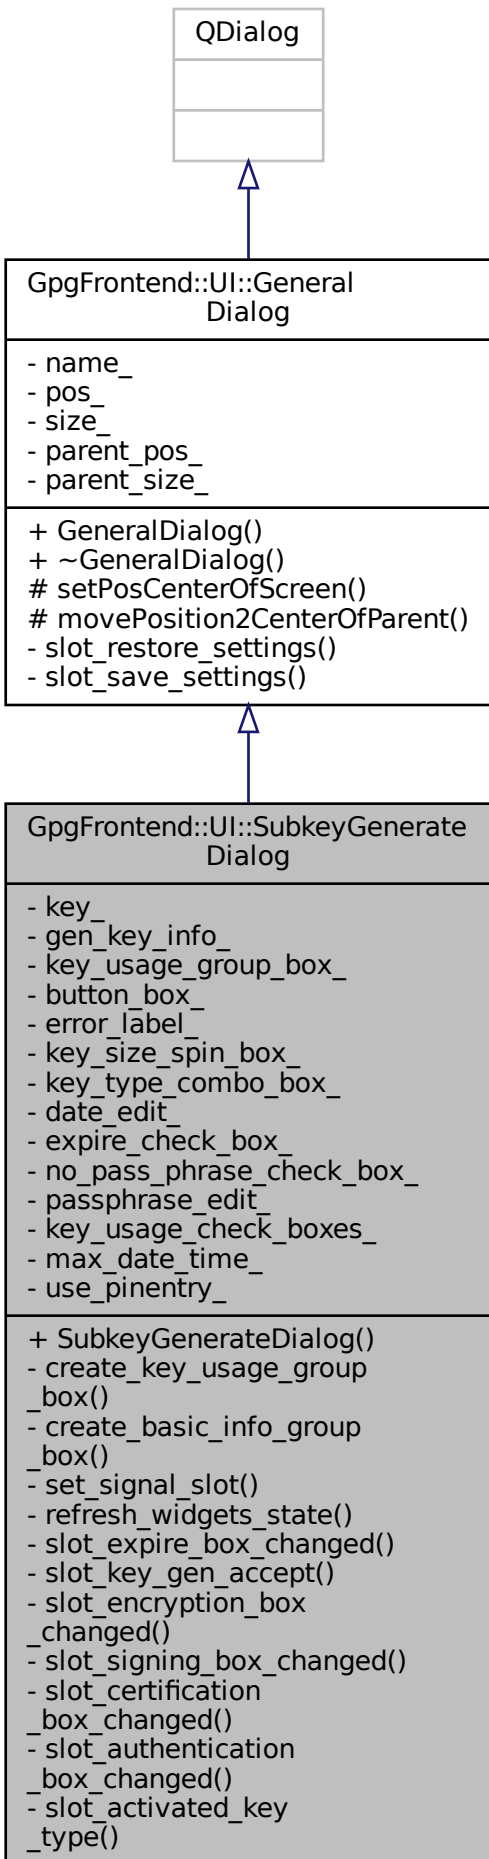 QDialog
GpgFrontend::UI::General
Dialog
- name_
- pos_
- size_
- parent_pos_
- parent_size_
+ GeneralDialog()
+ ~GeneralDialog()
# setPosCenterOfScreen()
# movePosition2CenterOfParent()
- slot_restore_settings()
- slot_save_settings()
GpgFrontend::UI::SubkeyGenerate
Dialog
- key_
- gen_key_info_
- key_usage_group_box_
- button_box_
- error_label_
- key_size_spin_box_
- key_type_combo_box_
- date_edit_
- expire_check_box_
- no_pass_phrase_check_box_
- passphrase_edit_
- key_usage_check_boxes_
- max_date_time_
- use_pinentry_
+ SubkeyGenerateDialog()
- create_key_usage_group
_box()
- create_basic_info_group
_box()
- set_signal_slot()
- refresh_widgets_state()
- slot_expire_box_changed()
- slot_key_gen_accept()
- slot_encryption_box
_changed()
- slot_signing_box_changed()
- slot_certification
_box_changed()
- slot_authentication
_box_changed()
- slot_activated_key
_type()